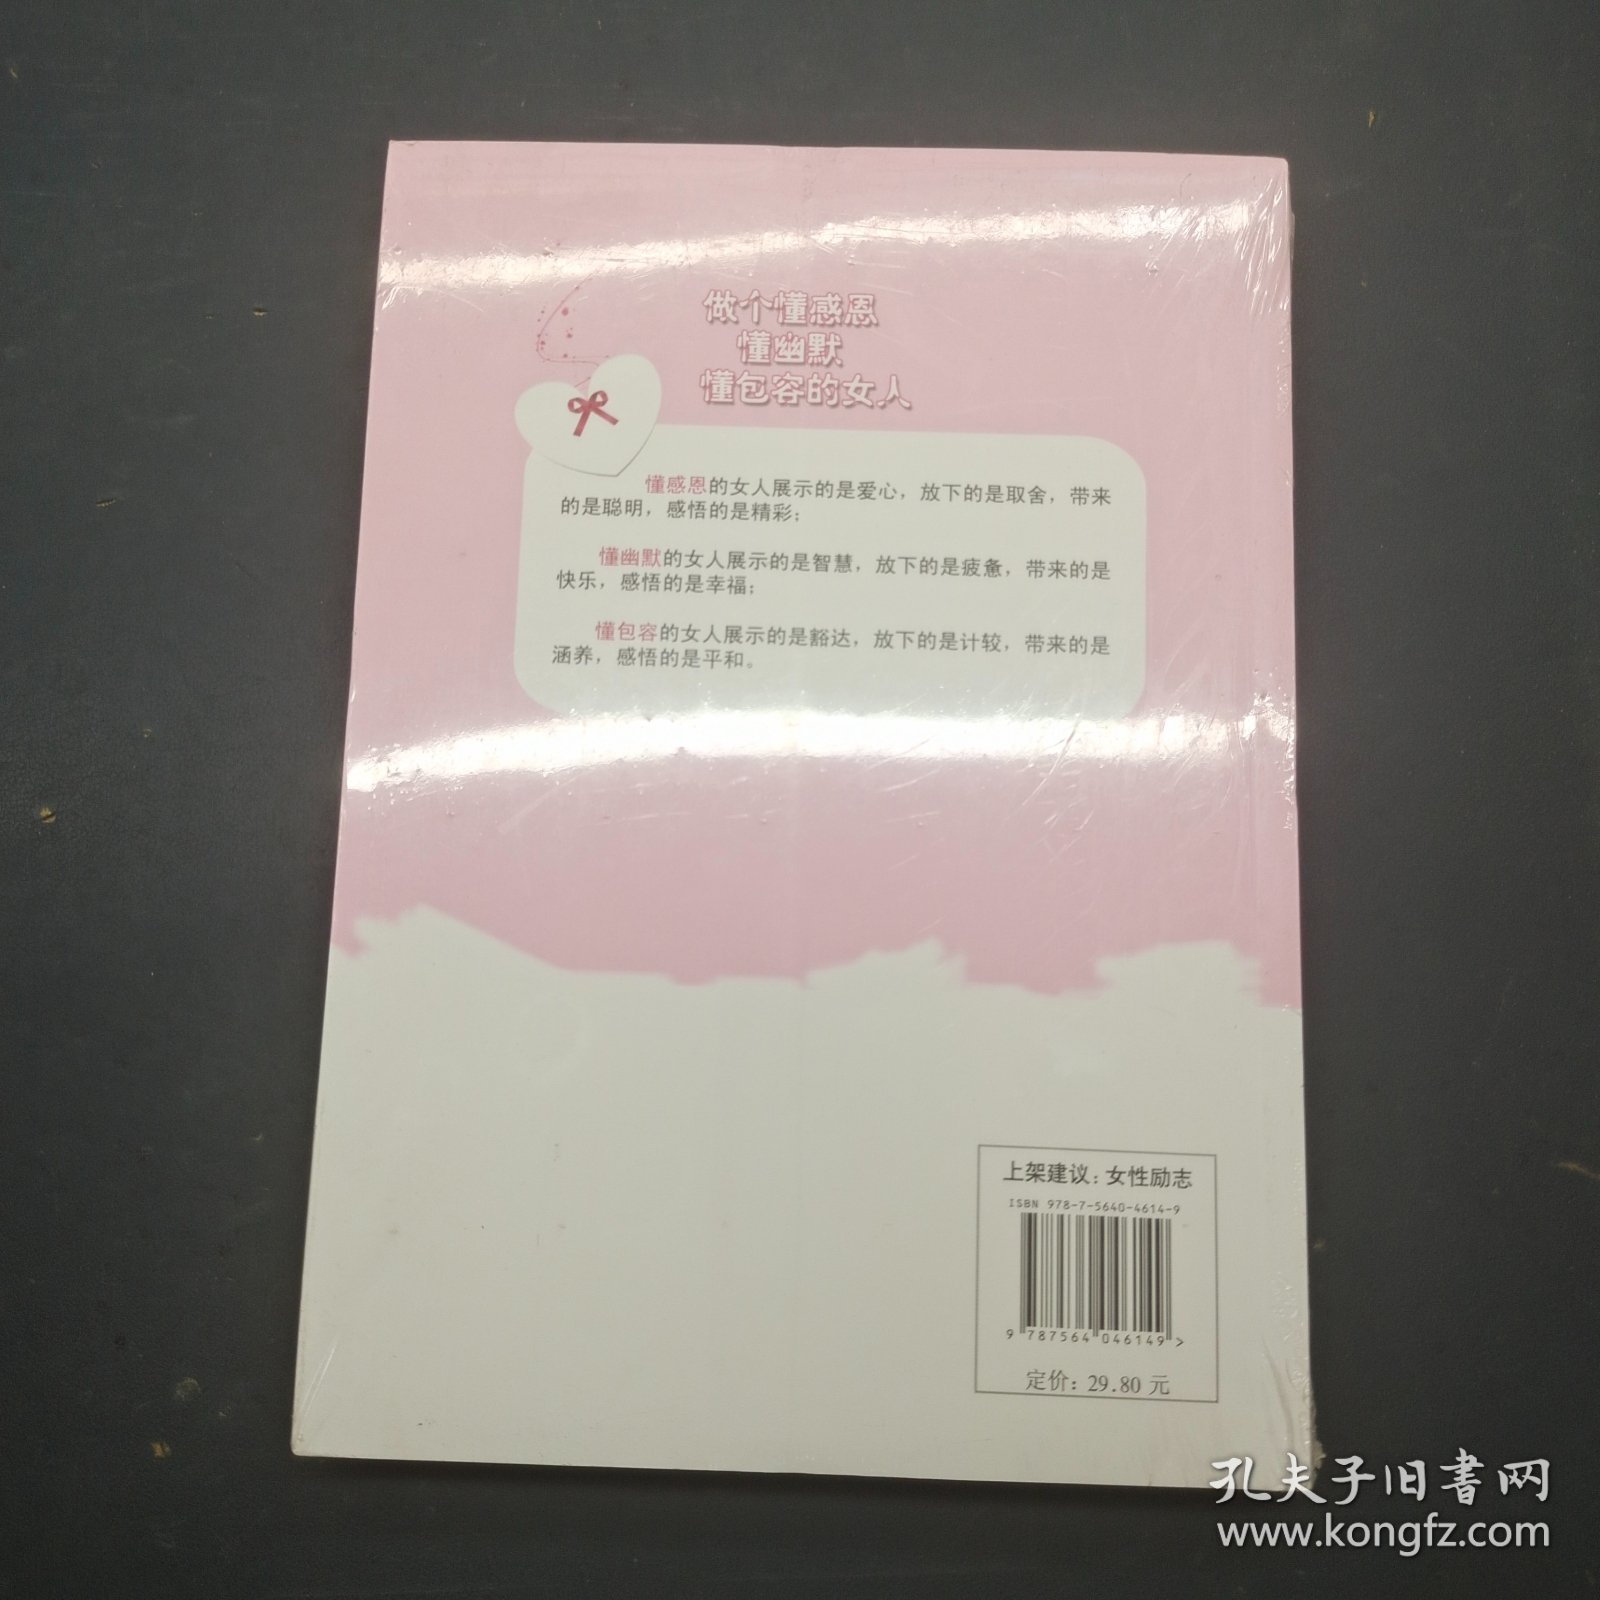 做个懂感恩
懂幽默
懂包容的女人
懂感恩的女人展示的是爱心，放下的是取舍，带来
的是聪明，感悟的是精彩；
懂幽默的女人展示的是智慧，放下的是疲惫，带来的是
快乐，感悟的是幸福；
懂包容的女人展示的是豁达，放下的是计较，带来的是
涵养，感悟的是平和。
上架建议：女性励志
ISBN 978-7-5640-4614-9
9 787564 046149 >
定价：29.80 元
孔夫子旧书网
www.kongfz.com